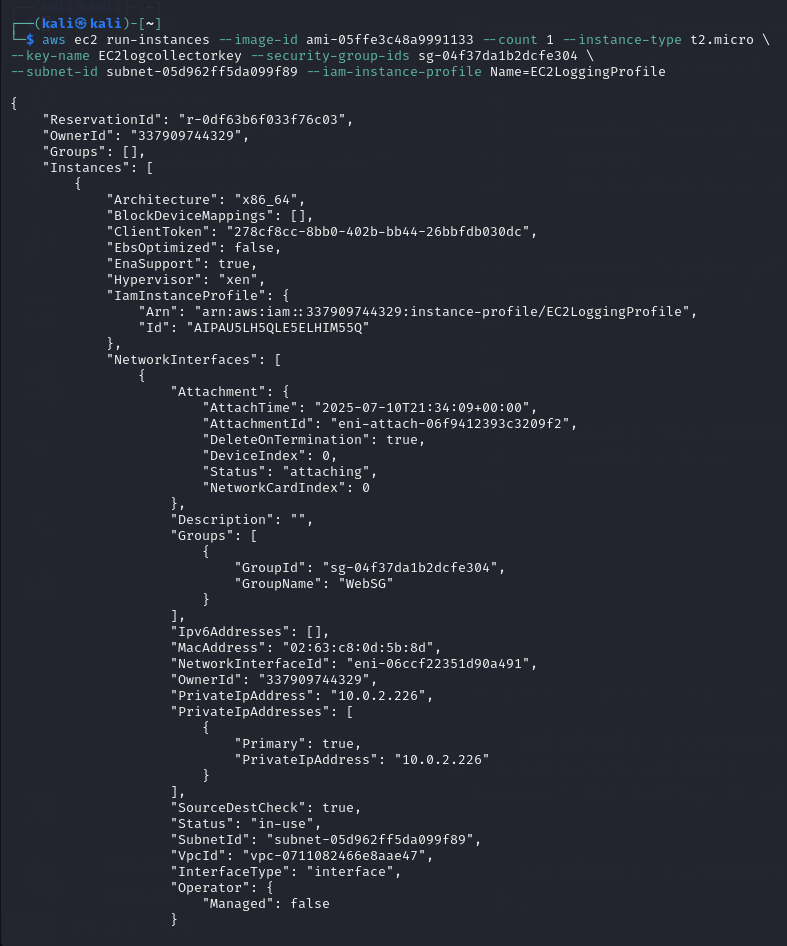 ┌──(kali㉿kali)-[~]
└─$ aws ec2 run-instances --image-id ami-05ffe3c48a9991133 --count 1 --instance-type t2.micro \
--key-name EC2logcollectorkey --security-group-ids sg-04f37da1b2dcfe304 \
--subnet-id subnet-05d962ff5da099f89 --iam-instance-profile Name=EC2LoggingProfile
{
    "ReservationId": "r-0df63b6f033f76c03",
    "OwnerId": "337909744329",
    "Groups": [],
    "Instances": [
        {
            "Architecture": "x86_64",
            "BlockDeviceMappings": [],
            "ClientToken": "278cf8cc-8bb0-402b-bb44-26bbfdb030dc",
            "EbsOptimized": false,
            "EnaSupport": true,
            "Hypervisor": "xen",
            "IamInstanceProfile": {
                "Arn": "arn:aws:iam::337909744329:instance-profile/EC2LoggingProfile",
                "Id": "AIPAU5LH5QLE5ELHIM55Q"
            },
            "NetworkInterfaces": [
                {
                    "Attachment": {
                        "AttachTime": "2025-07-10T21:34:09+00:00",
                        "AttachmentId": "eni-attach-06f9412393c3209f2",
                        "DeleteOnTermination": true,
                        "DeviceIndex": 0,
                        "Status": "attaching",
                        "NetworkCardIndex": 0
                    },
                    "Description": "",
                    "Groups": [
                        {
                            "GroupId": "sg-04f37da1b2dcfe304",
                            "GroupName": "WebSG"
                        }
                    ],
                    "Ipv6Addresses": [],
                    "MacAddress": "02:63:c8:0d:5b:8d",
                    "NetworkInterfaceId": "eni-06ccf22351d90a491",
                    "OwnerId": "337909744329",
                    "PrivateIpAddress": "10.0.2.226",
                    "PrivateIpAddresses": [
                        {
                            "Primary": true,
                            "PrivateIpAddress": "10.0.2.226"
                        }
                    ],
                    "SourceDestCheck": true,
                    "Status": "in-use",
                    "SubnetId": "subnet-05d962ff5da099f89",
                    "VpcId": "vpc-0711082466e8aae47",
                    "InterfaceType": "interface",
                    "Operator": {
                        "Managed": false
                    }